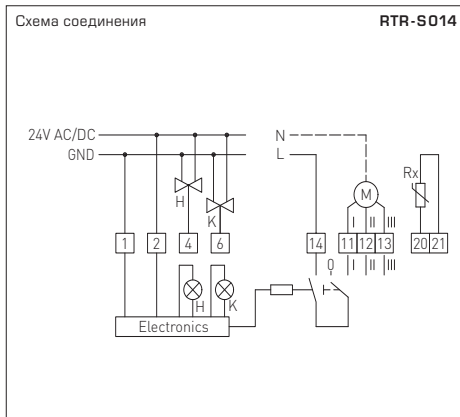 Схема соединения RTR-S014
24V AC/DC N
GND L
H
K
M
Rx
I II III
1 2 4 6 14 11 12 13 20 21
0 I II III
H K
Electronics